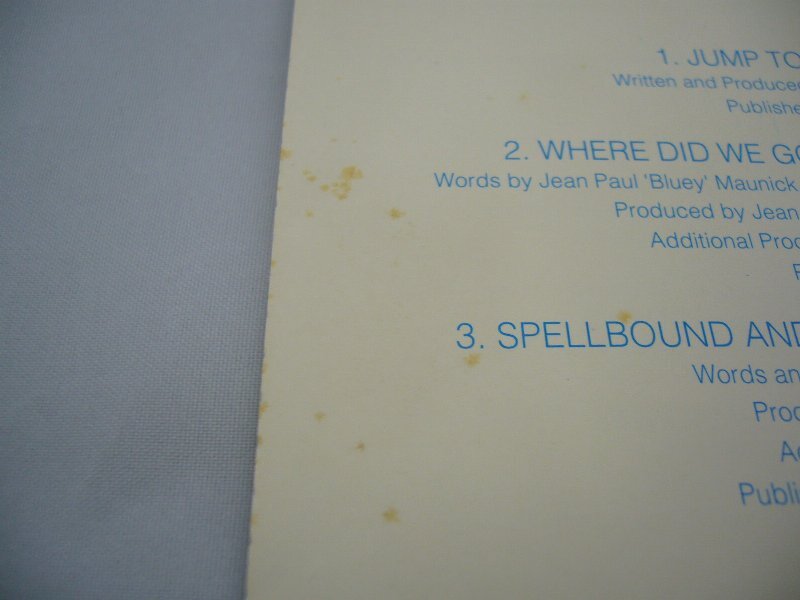 1. JUMP TO
Written and Produced
Publishe
2. WHERE DID WE GO
Words by Jean Paul 'Bluey' Maunick
Produced by Jean
Additional Prod
P
3. SPELLBOUND AND
Words an
Prod
Ad
Publi